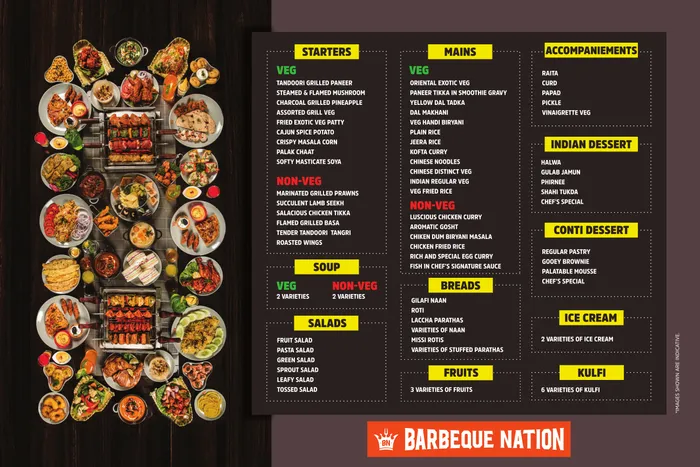 STARTERS
VEG
TANDOORI GRILLED PANEER
STEAMED & FLAMED MUSHROOM
CHARCOAL GRILLED PINEAPPLE
ASSORTED GRILL VEG
FRIED EXOTIC VEG PATTY
CAJUN SPICE POTATO
CRISPY MASALA CORN
PALAK CHAAT
SOFTY MASTICATE SOYA
NON-VEG
MARINATED GRILLED PRAWNS
SUCCULENT LAMB SEEKH
SALACIOUS CHICKEN TIKKA
FLAMED GRILLED BASA
TENDER TANDOORI TANGRI
ROASTED WINGS
SOUP
VEG
2 VARIETIES
NON-VEG
2 VARIETIES
SALADS
FRUIT SALAD
PASTA SALAD
GREEN SALAD
SPROUT SALAD
LEAFY SALAD
TOSSED SALAD
MAINS
VEG
ORIENTAL EXOTIC VEG
PANEER TIKKA IN SMOOTHIE GRAVY
YELLOW DAL TADKA
DAL MAKHANI
VEG HANDI BIRYANI
PLAIN RICE
JEERA RICE
KOFTA CURRY
CHINESE NOODLES
CHINESE DISTINCT VEG
INDIAN REGULAR VEG
VEG FRIED RICE
NON-VEG
LUSCIOUS CHICKEN CURRY
AROMATIC GOSHT
CHIKEN DUM BIRYANI MASALA
CHICKEN FRIED RICE
RICH AND SPECIAL EGG CURRY
FISH IN CHEF'S SIGNATURE SAUCE
BREADS
GILAFI NAAN
ROTI
LACCHA PARATHAS
VARIETIES OF NAAN
MISSI ROTIS
VARIETIES OF STUFFED PARATHAS
FRUITS
3 VARIETIES OF FRUITS
ACCOMPANIEMENTS
RAITA
CURD
PAPAD
PICKLE
VINAIGRETTE VEG
INDIAN DESSERT
HALWA
GULAB JAMUN
PHIRNEE
SHAHI TUKDA
CHEF'S SPECIAL
CONTI DESSERT
REGULAR PASTRY
GOOEY BROWNIE
PALATABLE MOUSSE
CHEF'S SPECIAL
ICE CREAM
2 VARIETIES OF ICE CREAM
KULFI
6 VARIETIES OF KULFI
*IMAGES SHOWN ARE INDICATIVE.
BN
BARBEQUE NATION